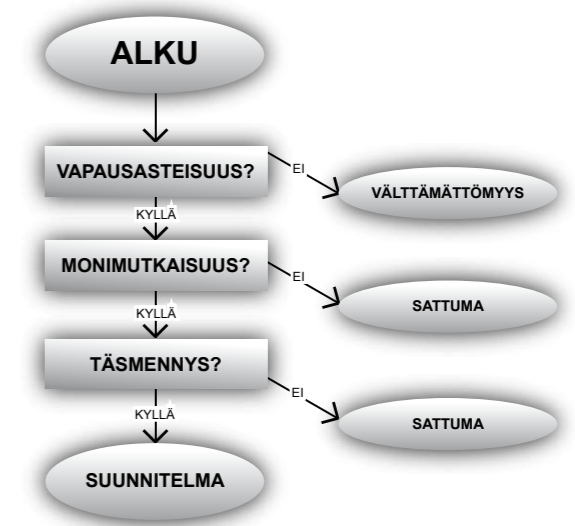 ALKU
VAPAUSASTEISUUS?
EI
VÄLTTÄMÄTTÖMYYS
KYLLÄ
MONIMUTKAISUUS?
EI
SATTUMA
KYLLÄ
TÄSMENNYS?
EI
SATTUMA
KYLLÄ
SUUNNITELMA